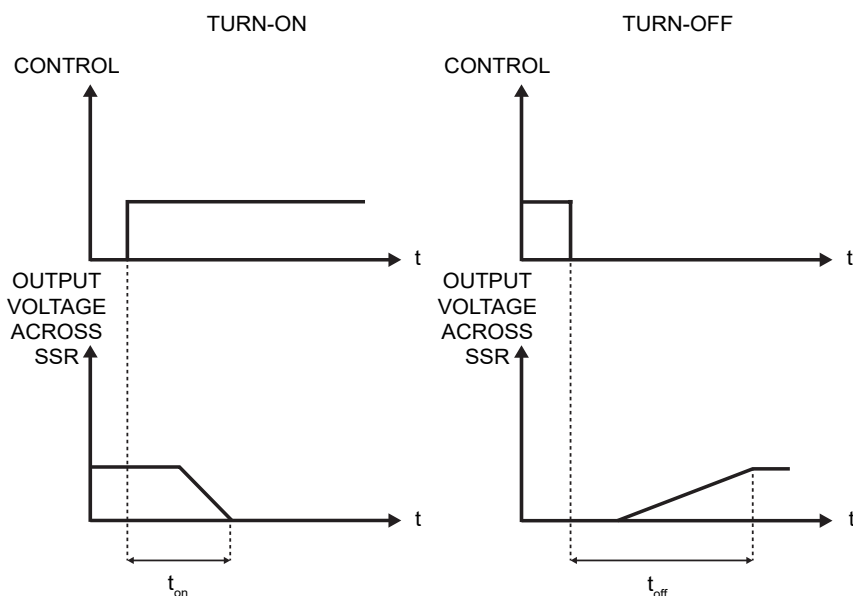 TURN-ON
CONTROL
t
OUTPUT
VOLTAGE
ACROSS
SSR
t
ton
TURN-OFF
CONTROL
t
OUTPUT
VOLTAGE
ACROSS
SSR
t
toff